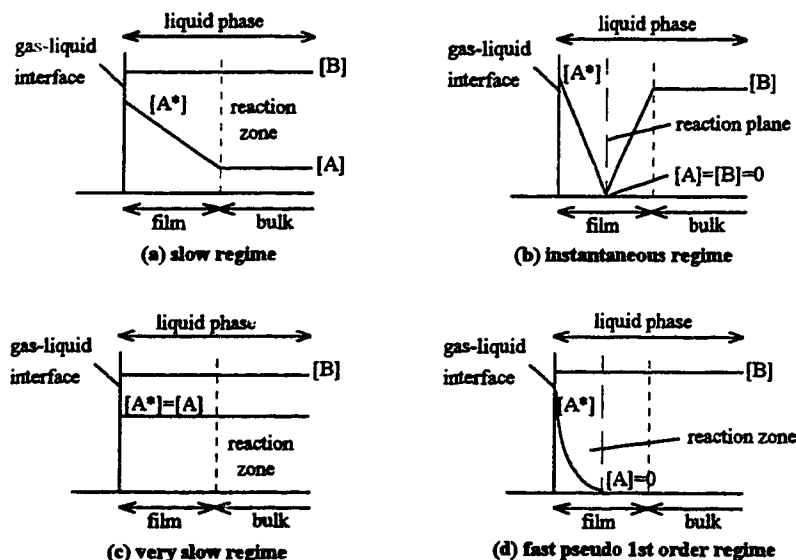 liquid phase
gas-liquid
interface
[B]
[A*]
reaction
zone
[A]
film
bulk
(a) slow regime
liquid phase
gas-liquid
interface
[A*]
[B]
reaction plane
[A]=[B]=0
film
bulk
(b) instantaneous regime
liquid phase
gas-liquid
interface
[B]
[A*]=[A]
reaction
zone
film
bulk
(c) very slow regime
liquid phase
gas-liquid
interface
[B]
[A*]
reaction zone
[A]=0
film
bulk
(d) fast pseudo 1st order regime